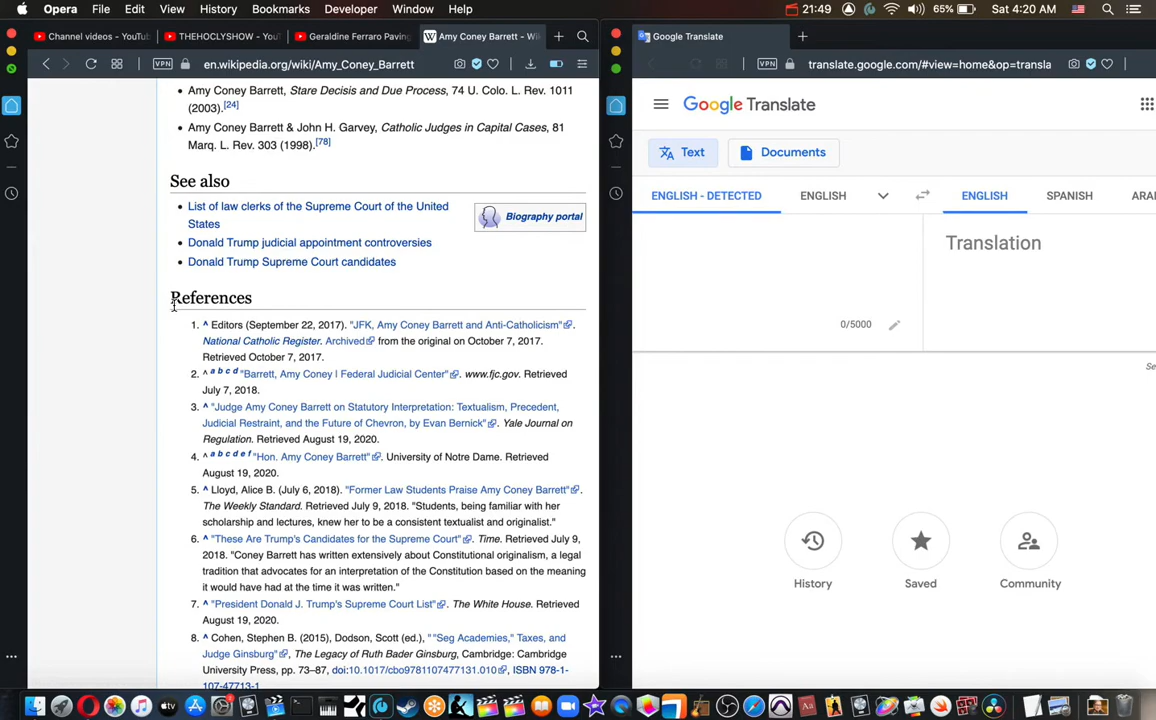 Opera File Edit View History Bookmarks Developer Window Help 21:49 65% Sat 4:20 AM
Channel videos - YouTub THEHOCLYSHOW - YouT Geraldine Ferraro Paving Amy Coney Barrett - Wik
VPN en.wikipedia.org/wiki/Amy_Coney_Barrett
Amy Coney Barrett, Stare Decisis and Due Process, 74 U. Colo. L. Rev. 1011
(2003).[24]
Amy Coney Barrett & John H. Garvey, Catholic Judges in Capital Cases, 81
Marq. L. Rev. 303 (1998).[78]
See also
List of law clerks of the Supreme Court of the United
States
Donald Trump judicial appointment controversies
Donald Trump Supreme Court candidates
Biography portal
References
1. ^ Editors (September 22, 2017). "JFK, Amy Coney Barrett and Anti-Catholicism".
National Catholic Register. Archived from the original on October 7, 2017.
Retrieved October 7, 2017.
2. ^ a b c d "Barrett, Amy Coney | Federal Judicial Center". www.fjc.gov. Retrieved
July 7, 2018.
3. ^ "Judge Amy Coney Barrett on Statutory Interpretation: Textualism, Precedent,
Judicial Restraint, and the Future of Chevron, by Evan Bernick". Yale Journal on
Regulation. Retrieved August 19, 2020.
4. ^ a b c d e f "Hon. Amy Coney Barrett". University of Notre Dame. Retrieved
August 19, 2020.
5. ^ Lloyd, Alice B. (July 6, 2018). "Former Law Students Praise Amy Coney Barrett".
The Weekly Standard. Retrieved July 9, 2018. "Students, being familiar with her
scholarship and lectures, knew her to be a consistent textualist and originalist."
6. ^ "These Are Trump's Candidates for the Supreme Court". Time. Retrieved July 9,
2018. "Coney Barrett has written extensively about Constitutional originalism, a legal
tradition that advocates for an interpretation of the Constitution based on the meaning
it would have had at the time it was written."
7. ^ "President Donald J. Trump's Supreme Court List". The White House. Retrieved
August 19, 2020.
8. ^ Cohen, Stephen B. (2015), Dodson, Scott (ed.), ""Seg Academies," Taxes, and
Judge Ginsburg", The Legacy of Ruth Bader Ginsburg, Cambridge: Cambridge
University Press, pp. 73–87, doi:10.1017/cbo9781107477131.010, ISBN 978-1-
107-47713-1
Google Translate
VPN translate.google.com/#view=home&op=transla
Google Translate
Text Documents
ENGLISH - DETECTED ENGLISH ENGLISH SPANISH ARA
Translation
0/5000
Se
History Saved Community